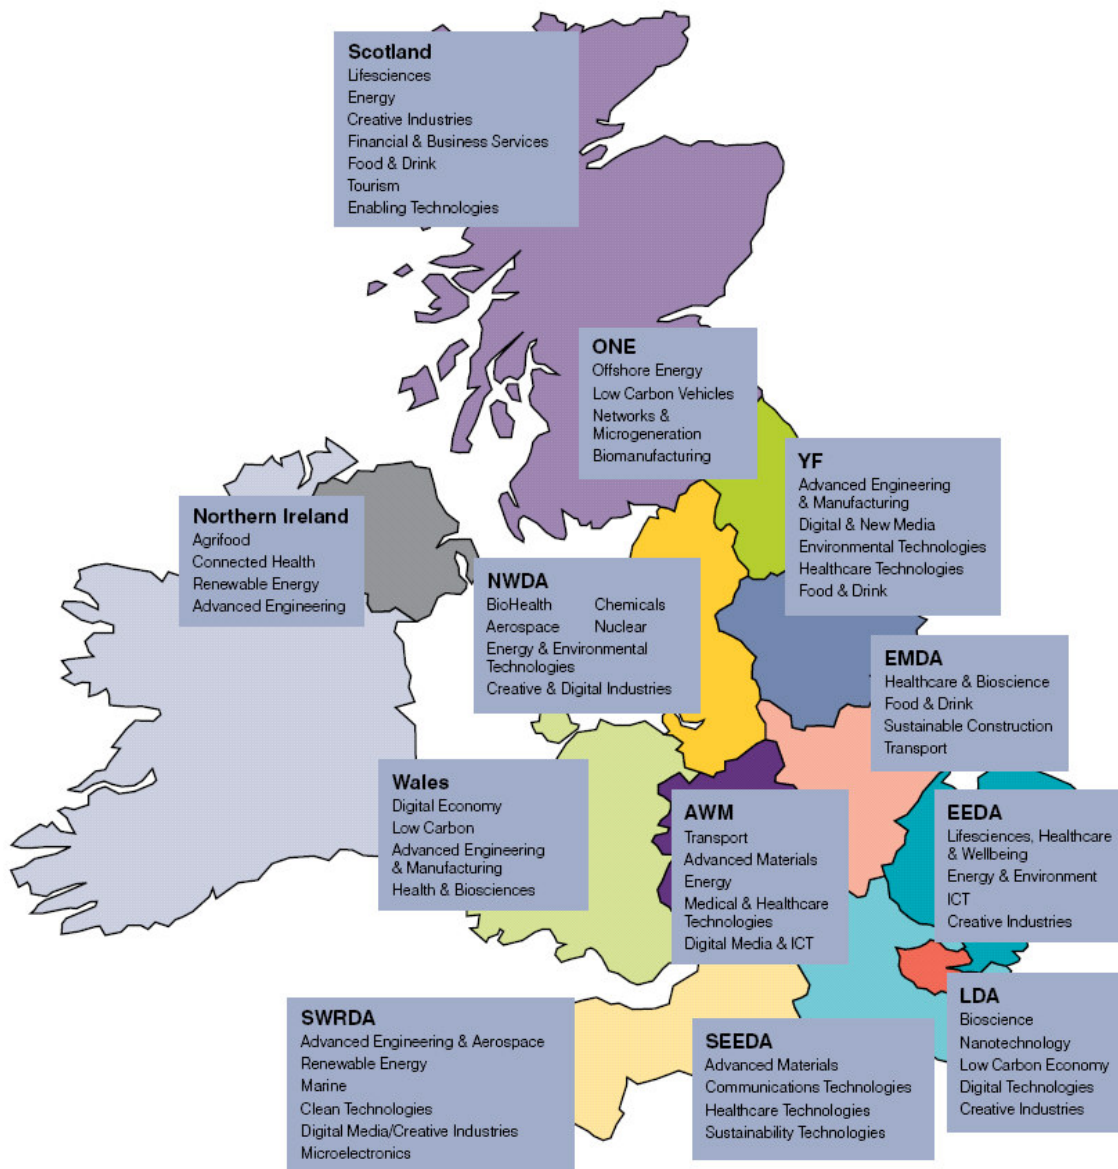 Scotland
Lifesciences
Energy
Creative Industries
Financial & Business Services
Food & Drink
Tourism
Enabling Technologies
ONE
Offshore Energy
Low Carbon Vehicles
Networks &
Microgeneration
Biomanufacturing
YF
Advanced Engineering
& Manufacturing
Digital & New Media
Environmental Technologies
Healthcare Technologies
Food & Drink
Northern Ireland
Agrifood
Connected Health
Renewable Energy
Advanced Engineering
NWDA
BioHealth Chemicals
Aerospace Nuclear
Energy & Environmental
Technologies
Creative & Digital Industries
EMDA
Healthcare & Bioscience
Food & Drink
Sustainable Construction
Transport
Wales
Digital Economy
Low Carbon
Advanced Engineering
& Manufacturing
Health & Biosciences
AWM
Transport
Advanced Materials
Energy
Medical & Healthcare
Technologies
Digital Media & ICT
EEDA
Lifesciences, Healthcare
& Wellbeing
Energy & Environment
ICT
Creative Industries
SWRDA
Advanced Engineering & Aerospace
Renewable Energy
Marine
Clean Technologies
Digital Media/Creative Industries
Microelectronics
SEEDA
Advanced Materials
Communications Technologies
Healthcare Technologies
Sustainability Technologies
LDA
Bioscience
Nanotechnology
Low Carbon Economy
Digital Technologies
Creative Industries